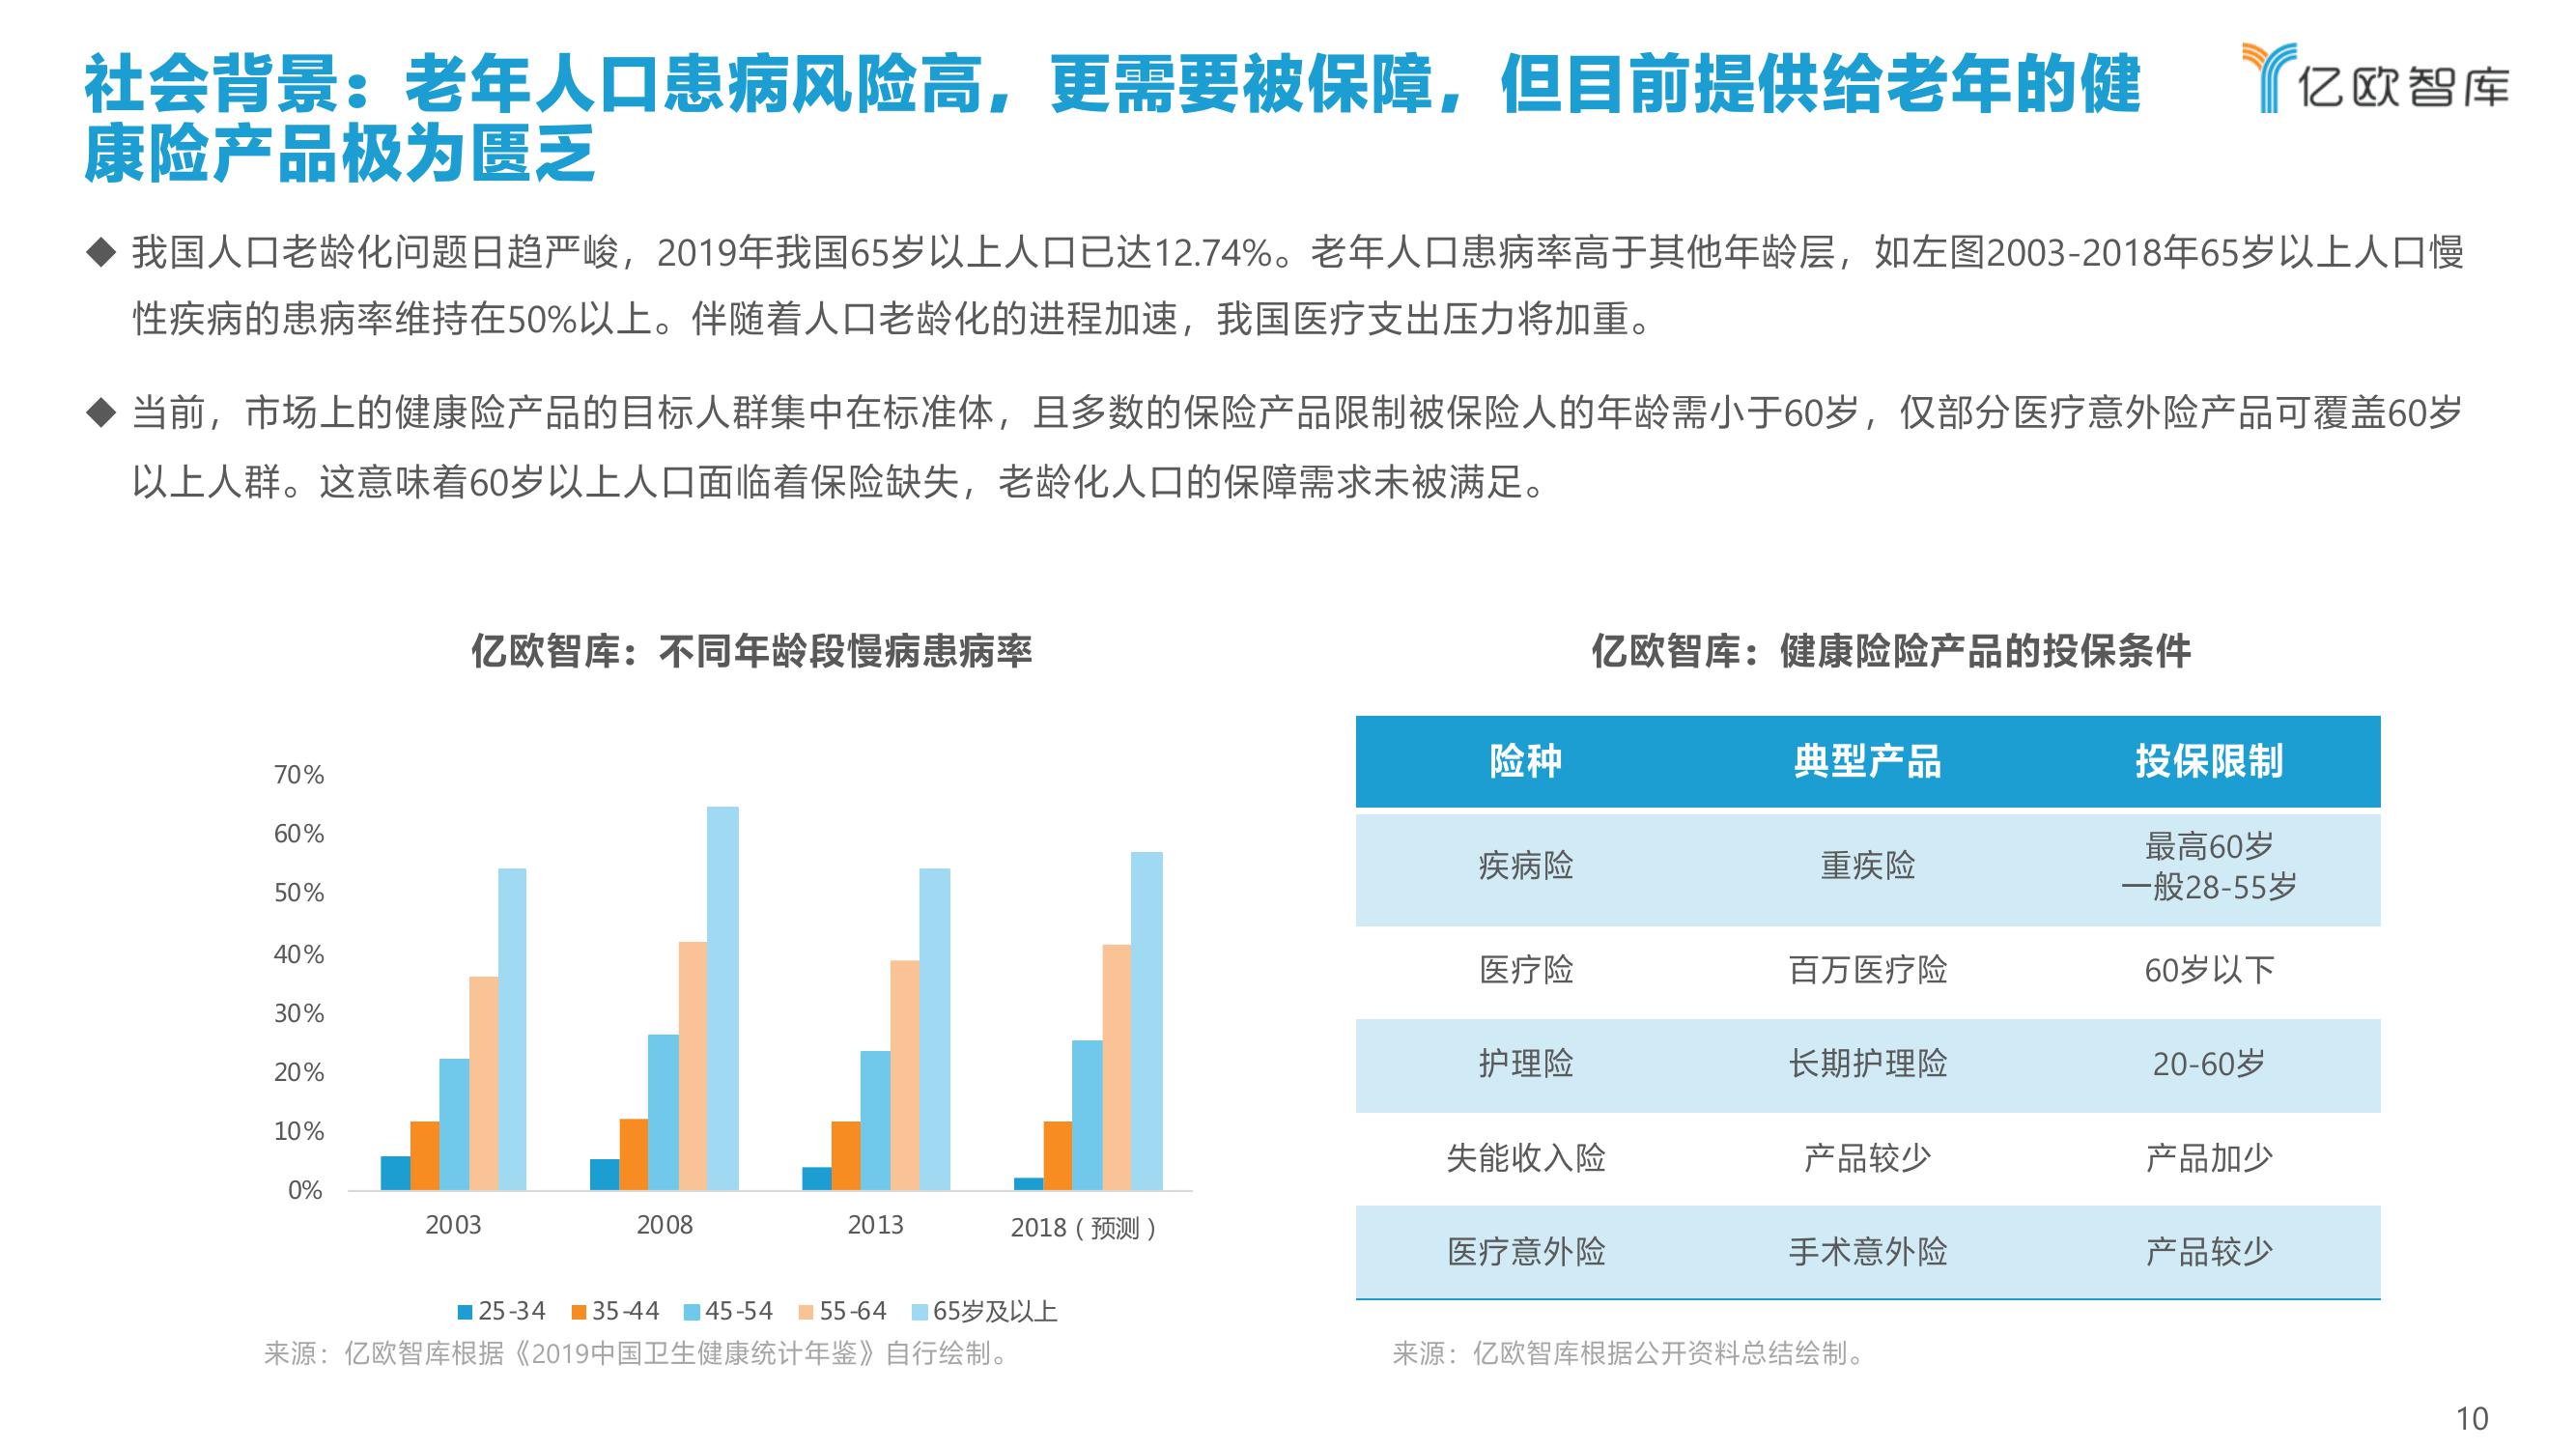 社会背景：老年人口患病风险高，更需要被保障，但目前提供给老年的健
康险产品极为匮乏
亿欧智库
◆ 我国人口老龄化问题日趋严峻，2019年我国65岁以上人口已达12.74%。老年人口患病率高于其他年龄层，如左图2003-2018年65岁以上人口慢
性疾病的患病率维持在50%以上。伴随着人口老龄化的进程加速，我国医疗支出压力将加重。
◆ 当前，市场上的健康险产品的目标人群集中在标准体，且多数的保险产品限制被保险人的年龄需小于60岁，仅部分医疗意外险产品可覆盖60岁
以上人群。这意味着60岁以上人口面临着保险缺失，老龄化人口的保障需求未被满足。
亿欧智库：不同年龄段慢病患病率
70%
60%
50%
40%
30%
20%
10%
0%
2003 2008 2013 2018（预测）
25-34 35-44 45-54 55-64 65岁及以上
来源：亿欧智库根据《2019中国卫生健康统计年鉴》自行绘制。
亿欧智库：健康险险产品的投保条件
险种 典型产品 投保限制
疾病险 重疾险 最高60岁
一般28-55岁
医疗险 百万医疗险 60岁以下
护理险 长期护理险 20-60岁
失能收入险 产品较少 产品加少
医疗意外险 手术意外险 产品较少
来源：亿欧智库根据公开资料总结绘制。
10